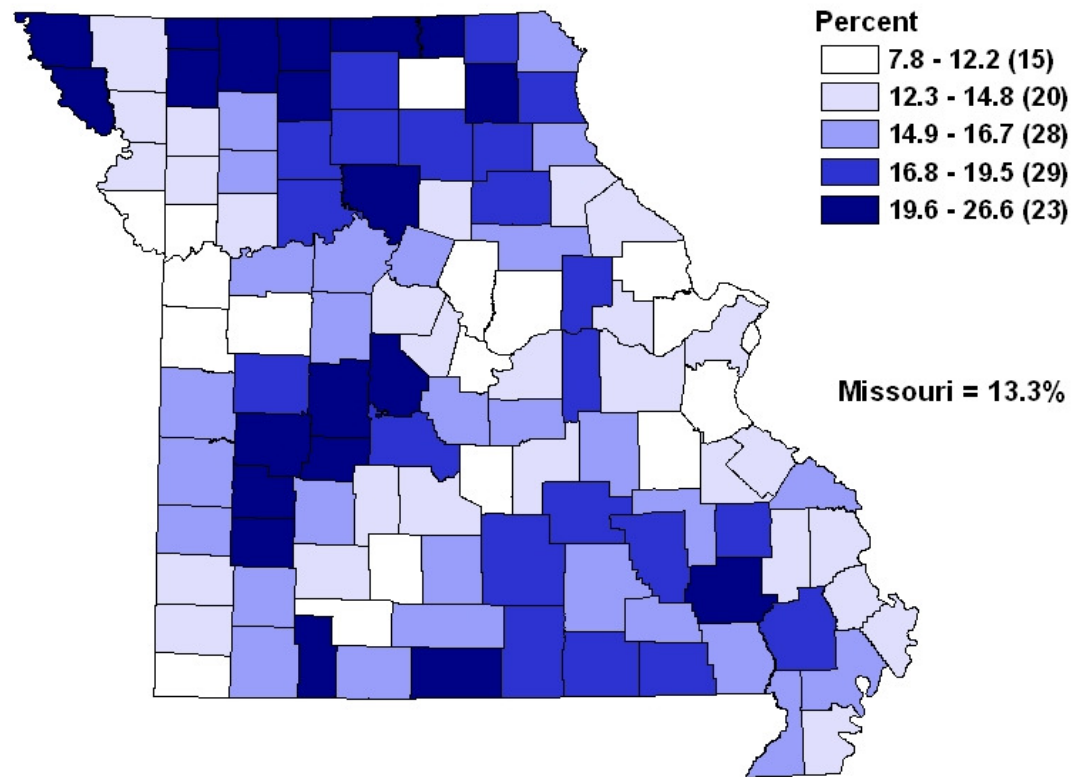 Percent
7.8 - 12.2 (15)
12.3 - 14.8 (20)
14.9 - 16.7 (28)
16.8 - 19.5 (29)
19.6 - 26.6 (23)
Missouri = 13.3%